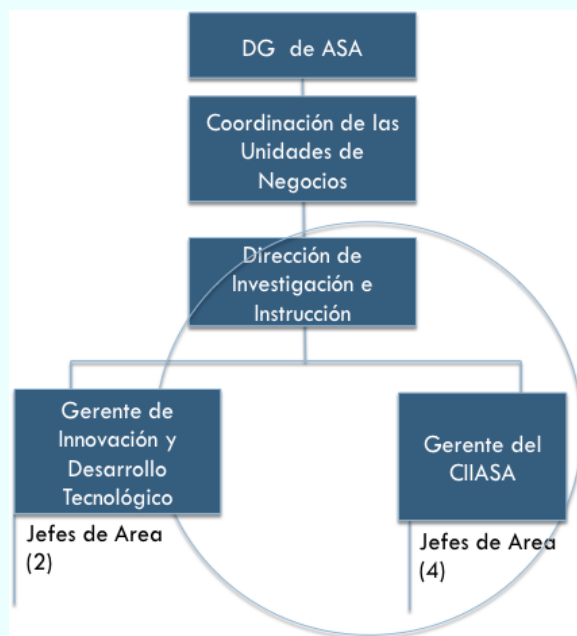 DG de ASA
Coordinación de las
Unidades de
Negocios
Dirección de
Investigación e
Instrucción
Gerente de
Innovación y
Desarrollo
Tecnológico
Jefes de Area
(2)
Gerente del
CIIASA
Jefes de Area
(4)